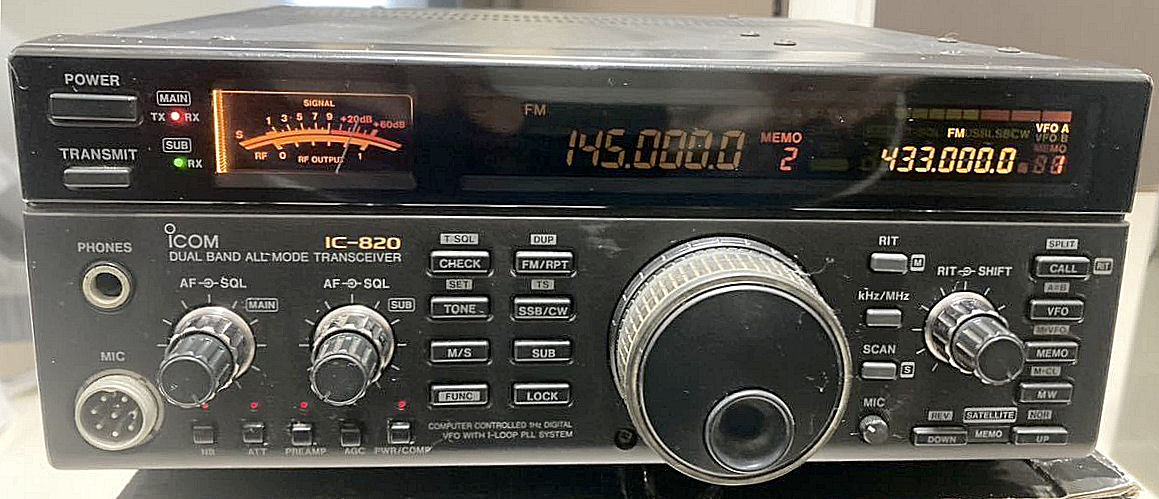 POWER
MAIN
TX RX
SUB
RX
TRANSMIT
SIGNAL
S 1 3 5 7 9 +20dB +60dB
RF 0 RF OUTPUT 1
FM
145.000.0
MEMO
2
FM USBLSBCW
VFO A
VFO B
MEMO
433.000.0
1
ICOM
IC-820
DUAL BAND ALL MODE TRANSCEIVER
PHONES
AF SQL MAIN
AF SQL SUB
MIC
T.SQL
CHECK
DUP
FM/RPT
SET
TONE
TS
SSB/CW
M/S
SUB
FUNC
LOCK
COMPUTER CONTROLLED 1Hz DIGITAL
VFO WITH I-LOOP PLL SYSTEM
NB ATT PREAMP AGC PWR/COMP
RIT
M
kHz/MHz
SCAN
S
MIC
RIT SHIFT
SPLIT
CALL
RIT
A=B
VFO
M▸VFO
MEMO
M-CL
MW
REV SATELLITE NOR
DOWN MEMO UP